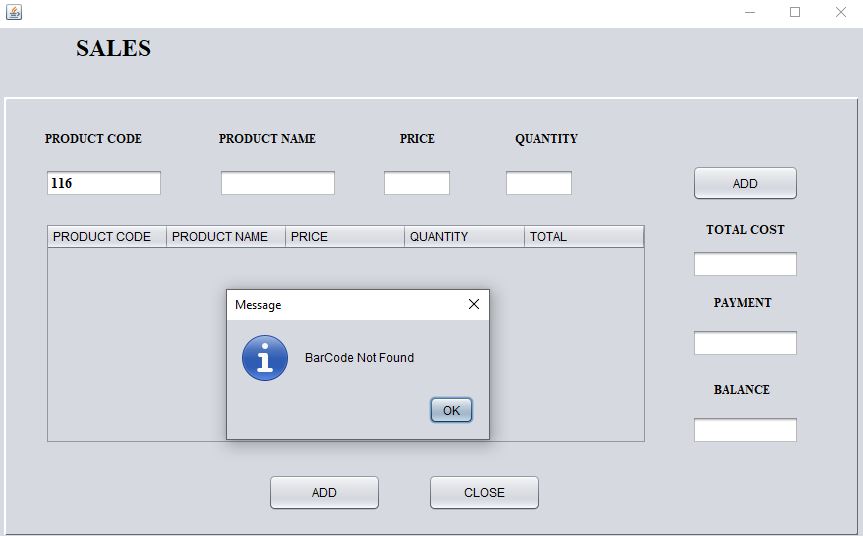 SALES
PRODUCT CODE PRODUCT NAME PRICE QUANTITY
116
ADD
PRODUCT CODE PRODUCT NAME PRICE QUANTITY TOTAL
TOTAL COST
Message
PAYMENT
BarCode Not Found
BALANCE
OK
ADD CLOSE